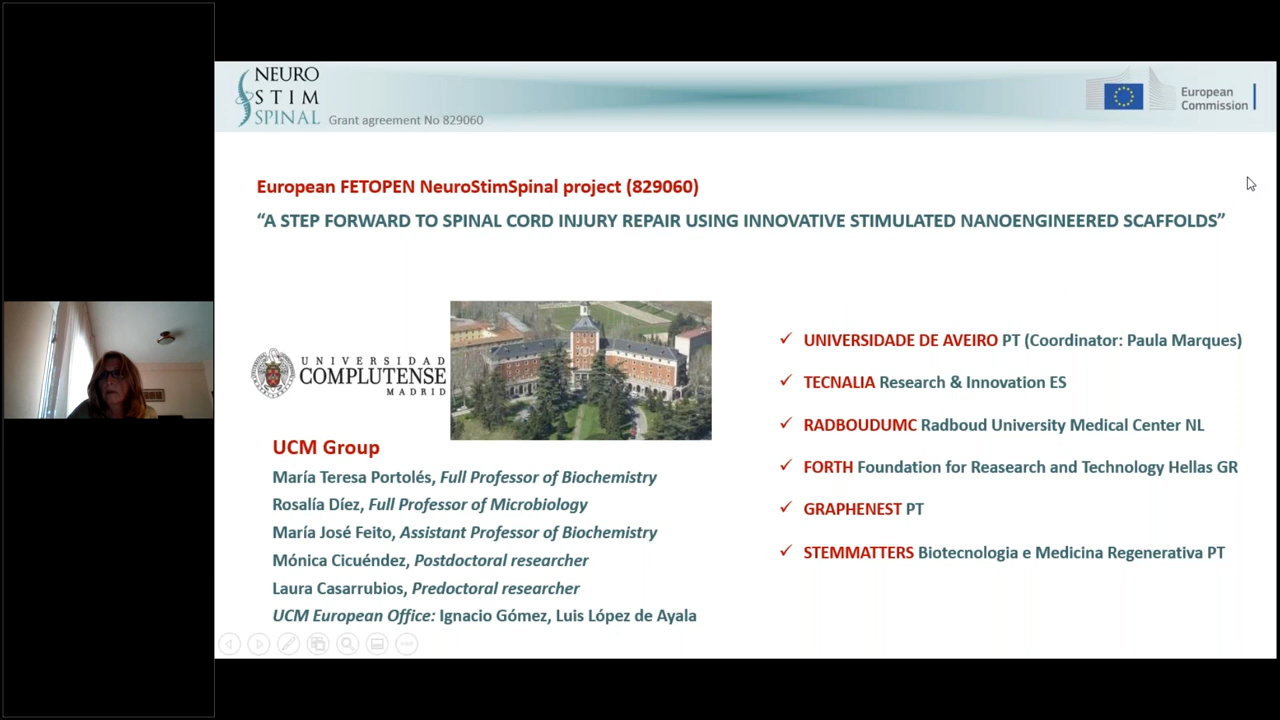 NEURO
STIM
SPINAL
Grant agreement No 829060
European
Commission
European FETOPEN NeuroStimSpinal project (829060)
“A STEP FORWARD TO SPINAL CORD INJURY REPAIR USING INNOVATIVE STIMULATED NANOENGINEERED SCAFFOLDS”
UNIVERSIDAD
COMPLUTENSE
MADRID
UCM Group
María Teresa Portolés, Full Professor of Biochemistry
Rosalía Díez, Full Professor of Microbiology
María José Feito, Assistant Professor of Biochemistry
Mónica Cicuéndez, Postdoctoral researcher
Laura Casarrubios, Predoctoral researcher
UCM European Office: Ignacio Gómez, Luis López de Ayala
UNIVERSIDADE DE AVEIRO PT (Coordinator: Paula Marques)
TECNALIA Research & Innovation ES
RADBOUDUMC Radboud University Medical Center NL
FORTH Foundation for Reasearch and Technology Hellas GR
GRAPHENEST PT
STEMMATTERS Biotecnologia e Medicina Regenerativa PT